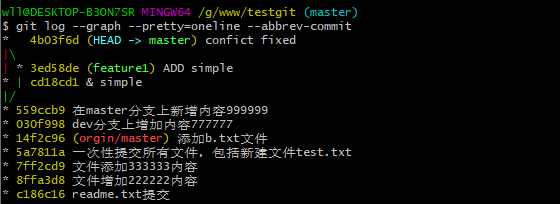 wll@DESKTOP-B3ON7SR MINGW64 /g/www/testgit (master)
$ git log --graph --pretty=oneline --abbrev-commit
*   4b03f6d (HEAD -> master) confict fixed
|\
| * 3ed58de (feature1) ADD simple
* | cd18cd1 & simple
|/
* 559ccb9 在master分支上新增内容999999
* 030f998 dev分支上增加内容777777
* 14f2c96 (orgin/master) 添加b.txt文件
* 5a7811a 一次性提交所有文件，包括新建文件test.txt
* 7ff2cd9 文件添加333333内容
* 8ffa3d8 文件增加222222内容
* c186c16 readme.txt提交